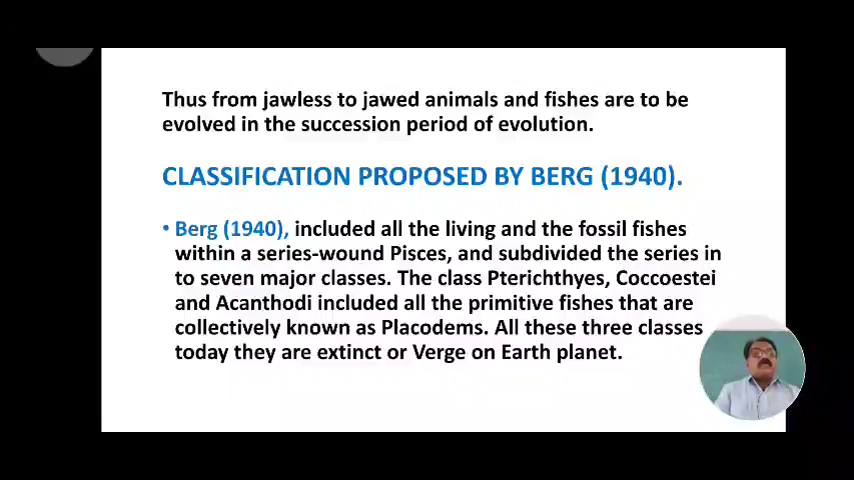 Thus from jawless to jawed animals and fishes are to be
evolved in the succession period of evolution.
CLASSIFICATION PROPOSED BY BERG (1940).
• Berg (1940), included all the living and the fossil fishes
within a series-wound Pisces, and subdivided the series in
to seven major classes. The class Pterichthyes, Coccoestei
and Acanthodi included all the primitive fishes that are
collectively known as Placodems. All these three classes
today they are extinct or Verge on Earth planet.